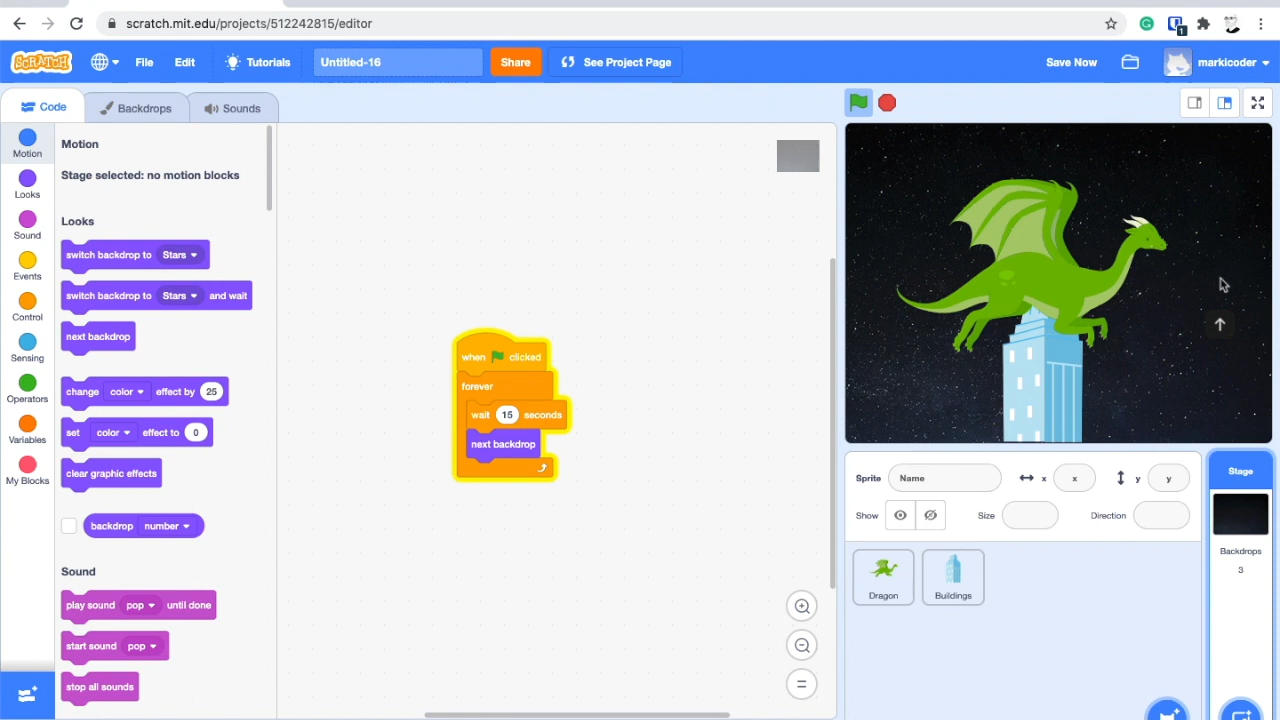 scratch.mit.edu/projects/512242815/editor
1
SCRATCH
File
Edit
Tutorials
Untitled-16
Share
See Project Page
Save Now
markicoder
Code
Backdrops
Sounds
Motion
Looks
Sound
Events
Control
Sensing
Operators
Variables
My Blocks
Motion
Stage selected: no motion blocks
Looks
switch backdrop to Stars
switch backdrop to Stars and wait
next backdrop
change color effect by 25
set color effect to 0
clear graphic effects
backdrop number
Sound
play sound pop until done
start sound pop
stop all sounds
when clicked
forever
wait 15 seconds
next backdrop
Sprite Name x x y y
Show Size Direction
Dragon
Buildings
Stage
Backdrops
3